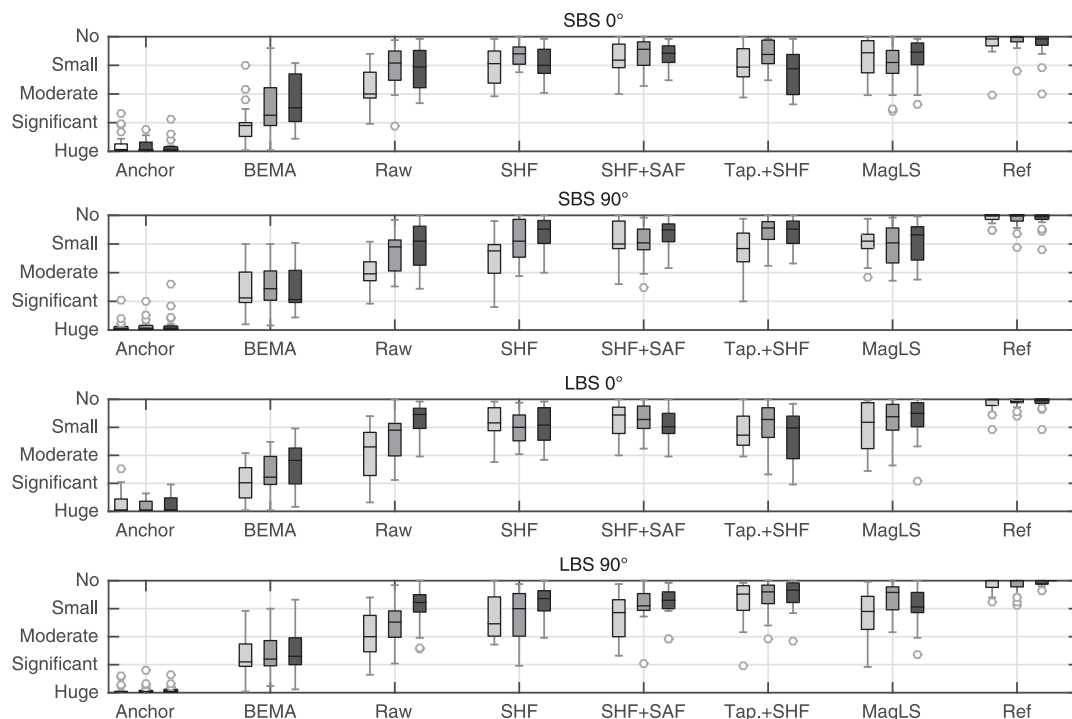 SBS 0°
No
Small
Moderate
Significant
Huge
Anchor BEMA Raw SHF SHF+SAF Tap.+SHF MagLS Ref
SBS 90°
No
Small
Moderate
Significant
Huge
Anchor BEMA Raw SHF SHF+SAF Tap.+SHF MagLS Ref
LBS 0°
No
Small
Moderate
Significant
Huge
Anchor BEMA Raw SHF SHF+SAF Tap.+SHF MagLS Ref
LBS 90°
No
Small
Moderate
Significant
Huge
Anchor BEMA Raw SHF SHF+SAF Tap.+SHF MagLS Ref